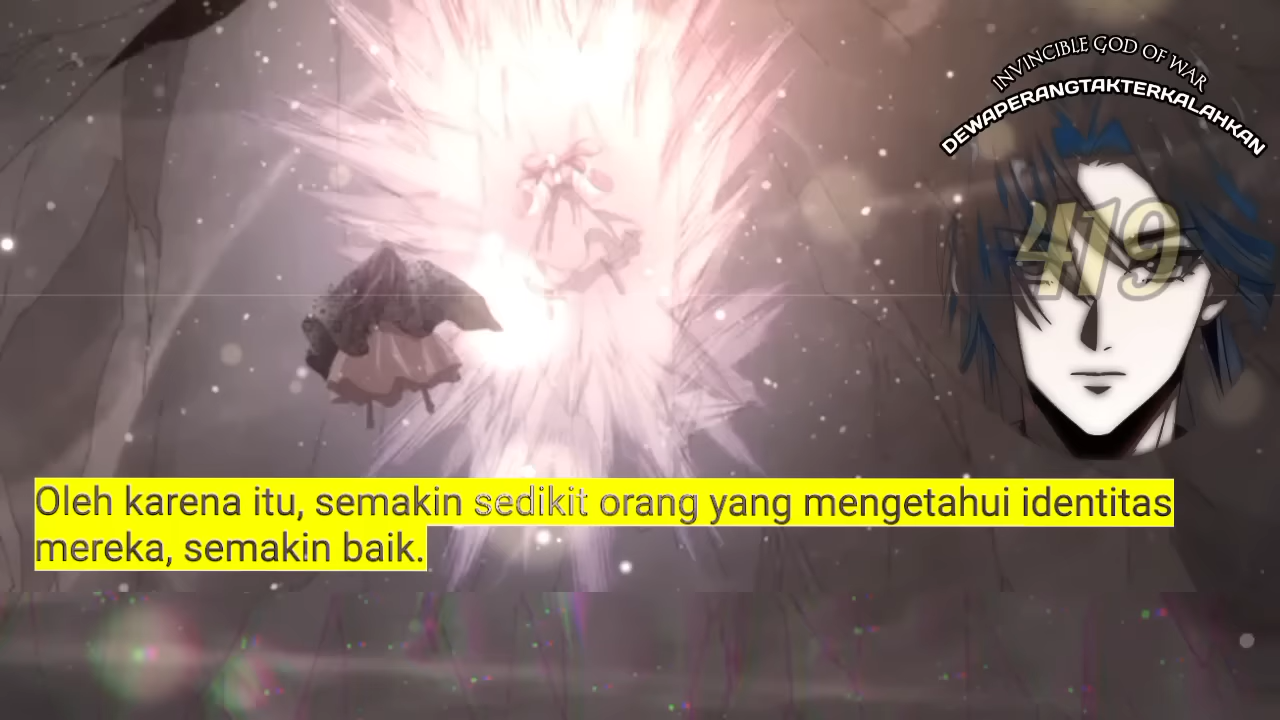 INVINCIBLE GOD OF WAR
DEWAPERANGTAKTERKALAHKAN
419
Oleh karena itu, semakin sedikit orang yang mengetahui identitas
mereka, semakin baik.